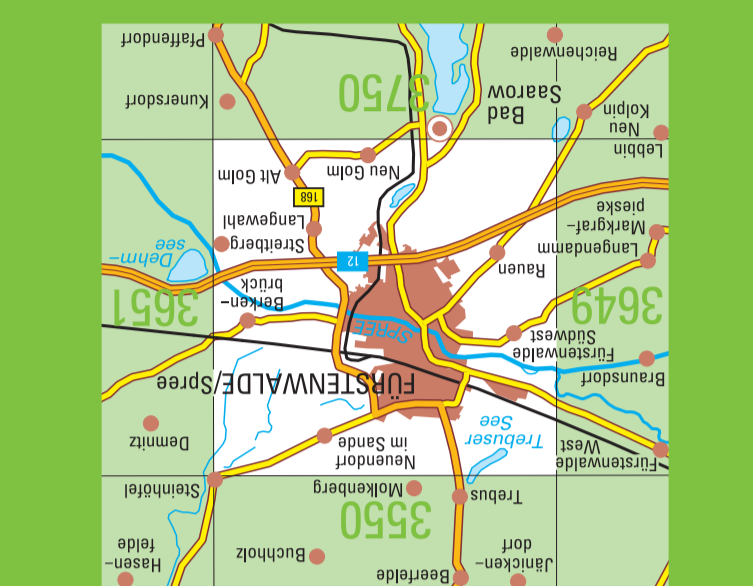 Beerfelde
Jänicken-
dorf
Hasen-
felde
Buchholz
3550
Trebus
Molkenberg
Steinhöfel
Fürstenwalde
West
Trebuser
See
Neuendorf
im Sande
Demnitz
FÜRSTENWALDE/Spree
Braunsdorf
Fürstenwalde
Südwest
SPREE
3649
Berken-
brück
3651
Langendamm
Markgraf-
pieske
Rauen
12
Dehm-
see
Streitberg
Langewahl
168
Lebbin
Neu
Kolpin
Neu Golm
Alt Golm
Bad
Saarow
3750
Kunersdorf
Reichenwalde
Pfaffendorf